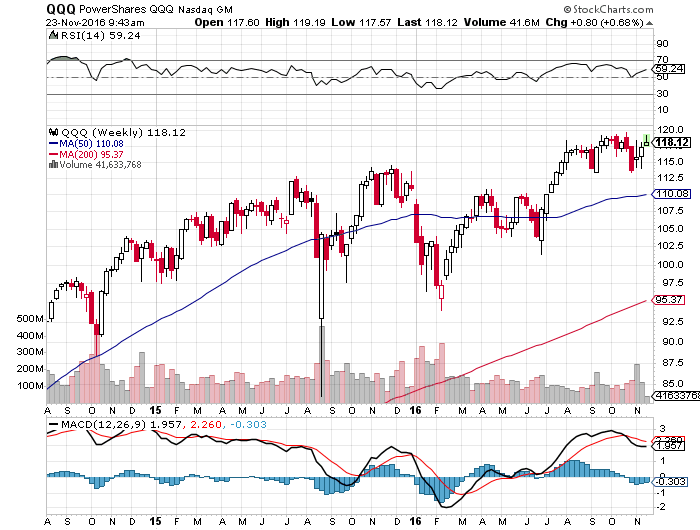 QQQ PowerShares QQQ Nasdaq GM © StockCharts.com
23-Nov-2016 9:43am Open 117.60 High 119.19 Low 117.57 Last 118.12 Volume 41.6M Chg +0.80 (+0.68%)
RSI(14) 59.24
90
70
59.24
50
30
10
QQQ (Weekly) 118.12
MA(50) 110.08
MA(200) 95.37
Volume 41,633,768
120.0
118.12
115.0
112.5
110.08
107.5
105.0
102.5
100.0
97.5
95.37
92.5
90.0
87.5
85.0
41633768
500M
400M
300M
200M
100M
A S O N D 15 F M A M J J A S O N D 16 F M A M J J A S O N
MACD(12,26,9) 1.957, 2.260, -0.303
3
2.260
1.957
1
0
-0.303
-1
-2
A S O N D 15 F M A M J J A S O N D 16 F M A M J J A S O N